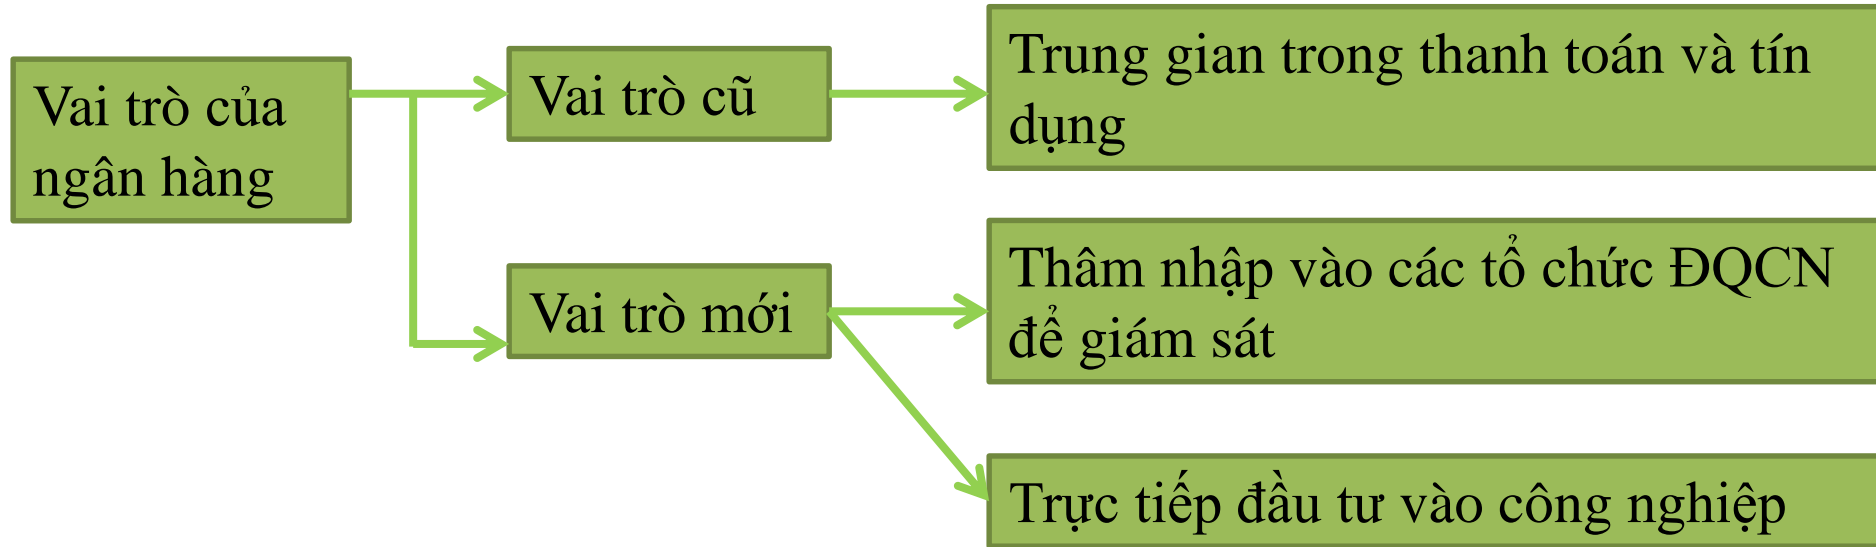 Vai trò của
ngân hàng
Vai trò cũ
Trung gian trong thanh toán và tín
dụng
Vai trò mới
Thâm nhập vào các tổ chức ĐQCN
để giám sát
Trực tiếp đầu tư vào công nghiệp